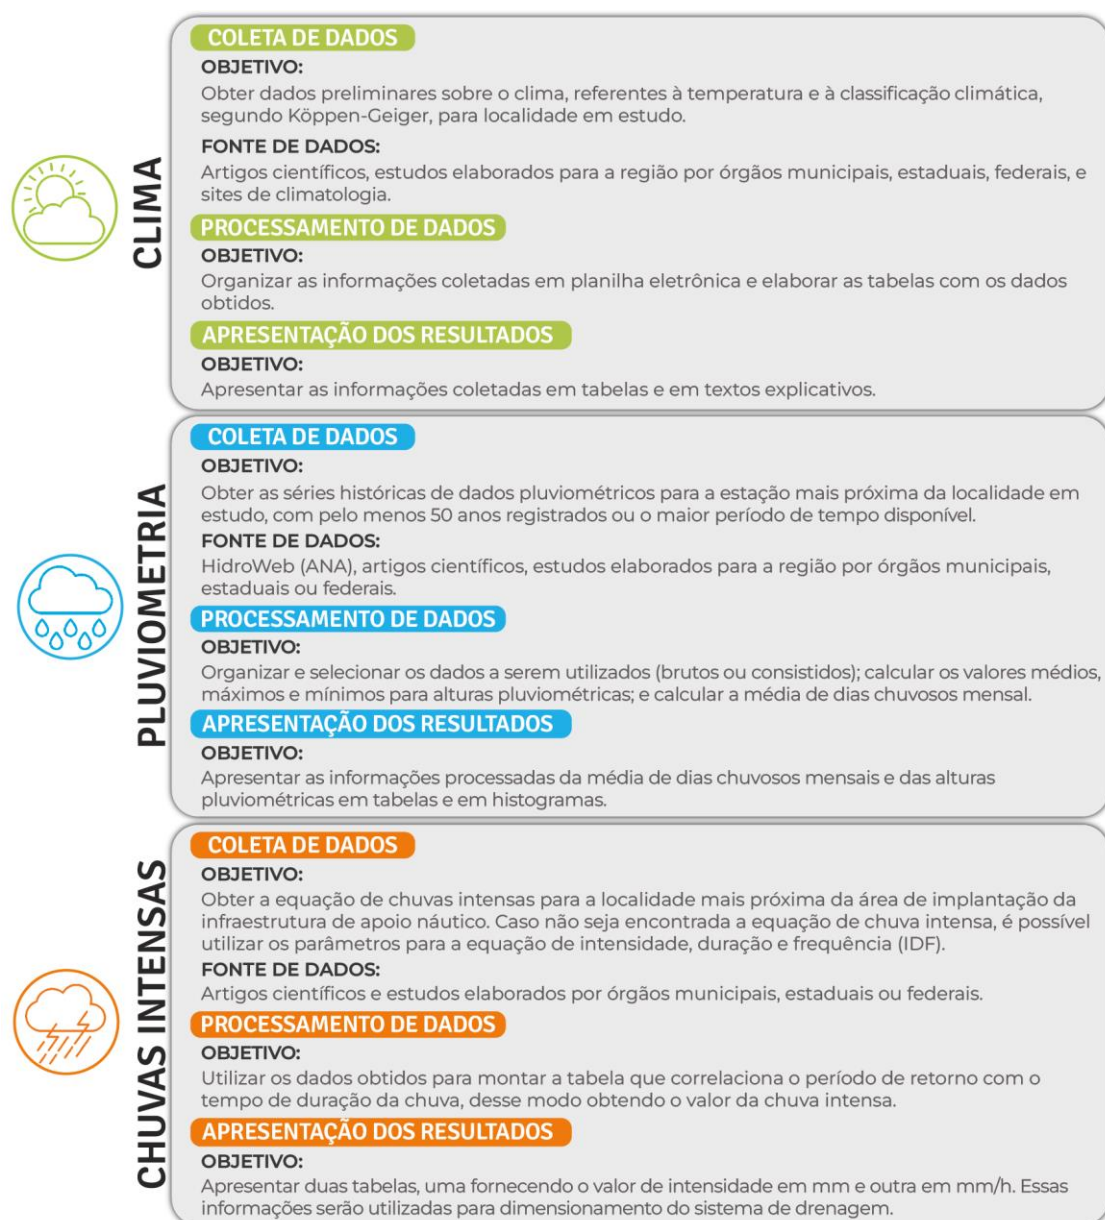 CLIMA
COLETA DE DADOS
OBJETIVO:
Obter dados preliminares sobre o clima, referentes à temperatura e à classificação climática,
segundo Köppen-Geiger, para localidade em estudo.
FONTE DE DADOS:
Artigos científicos, estudos elaborados para a região por órgãos municipais, estaduais, federais, e
sites de climatologia.
PROCESSAMENTO DE DADOS
OBJETIVO:
Organizar as informações coletadas em planilha eletrônica e elaborar as tabelas com os dados
obtidos.
APRESENTAÇÃO DOS RESULTADOS
OBJETIVO:
Apresentar as informações coletadas em tabelas e em textos explicativos.
PLUVIOMETRIA
COLETA DE DADOS
OBJETIVO:
Obter as séries históricas de dados pluviométricos para a estação mais próxima da localidade em
estudo, com pelo menos 50 anos registrados ou o maior período de tempo disponível.
FONTE DE DADOS:
HidroWeb (ANA), artigos científicos, estudos elaborados para a região por órgãos municipais,
estaduais ou federais.
PROCESSAMENTO DE DADOS
OBJETIVO:
Organizar e selecionar os dados a serem utilizados (brutos ou consistidos); calcular os valores médios,
máximos e mínimos para alturas pluviométricas; e calcular a média de dias chuvosos mensal.
APRESENTAÇÃO DOS RESULTADOS
OBJETIVO:
Apresentar as informações processadas da média de dias chuvosos mensais e das alturas
pluviométricas em tabelas e em histogramas.
CHUVAS INTENSAS
COLETA DE DADOS
OBJETIVO:
Obter a equação de chuvas intensas para a localidade mais próxima da área de implantação da
infraestrutura de apoio náutico. Caso não seja encontrada a equação de chuva intensa, é possível
utilizar os parâmetros para a equação de intensidade, duração e frequência (IDF).
FONTE DE DADOS:
Artigos científicos e estudos elaborados por órgãos municipais, estaduais ou federais.
PROCESSAMENTO DE DADOS
OBJETIVO:
Utilizar os dados obtidos para montar a tabela que correlaciona o período de retorno com o
tempo de duração da chuva, desse modo obtendo o valor da chuva intensa.
APRESENTAÇÃO DOS RESULTADOS
OBJETIVO:
Apresentar duas tabelas, uma fornecendo o valor de intensidade em mm e outra em mm/h. Essas
informações serão utilizadas para dimensionamento do sistema de drenagem.